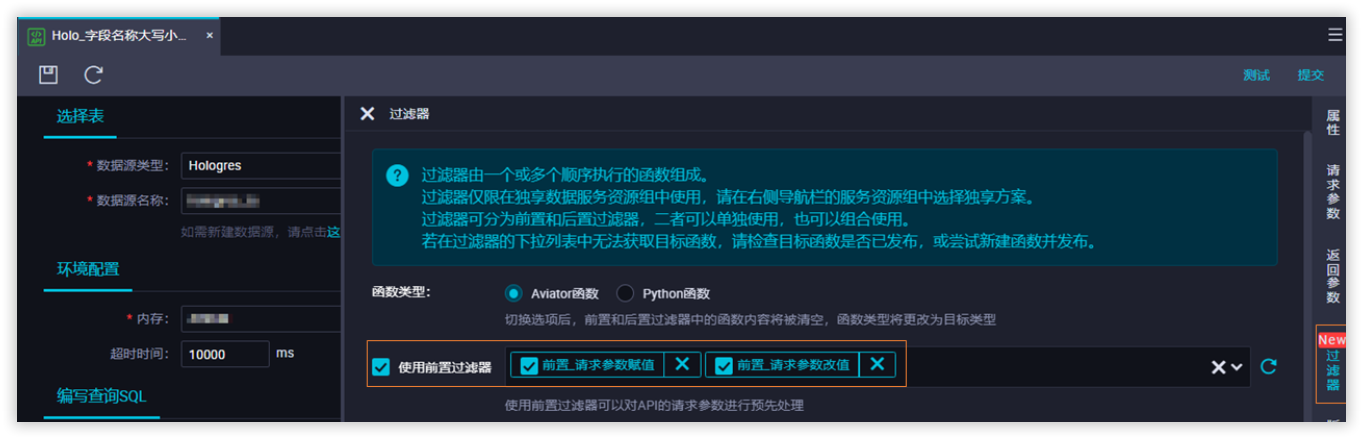 Holo_字段名称大写小...
测试
提交
选择表
过滤器
* 数据源类型:
Hologres
* 数据源名称:
如需新建数据源，请点击这
环境配置
* 内存:
超时时间:
10000
ms
编写查询SQL
过滤器由一个或多个顺序执行的函数组成。
过滤器仅限在独享数据服务资源组中使用，请在右侧导航栏的服务资源组中选择独享方案。
过滤器可分为前置和后置过滤器，二者可以单独使用，也可以组合使用。
若在过滤器的下拉列表中无法获取目标函数，请检查目标函数是否已发布，或尝试新建函数并发布。
函数类型:
Aviator函数
Python函数
切换选项后，前置和后置过滤器中的函数内容将被清空，函数类型将更改为目标类型
使用前置过滤器
前置_请求参数赋值
前置_请求参数改值
使用前置过滤器可以对API的请求参数进行预先处理
属性
请求参数
返回参数
New
过滤器